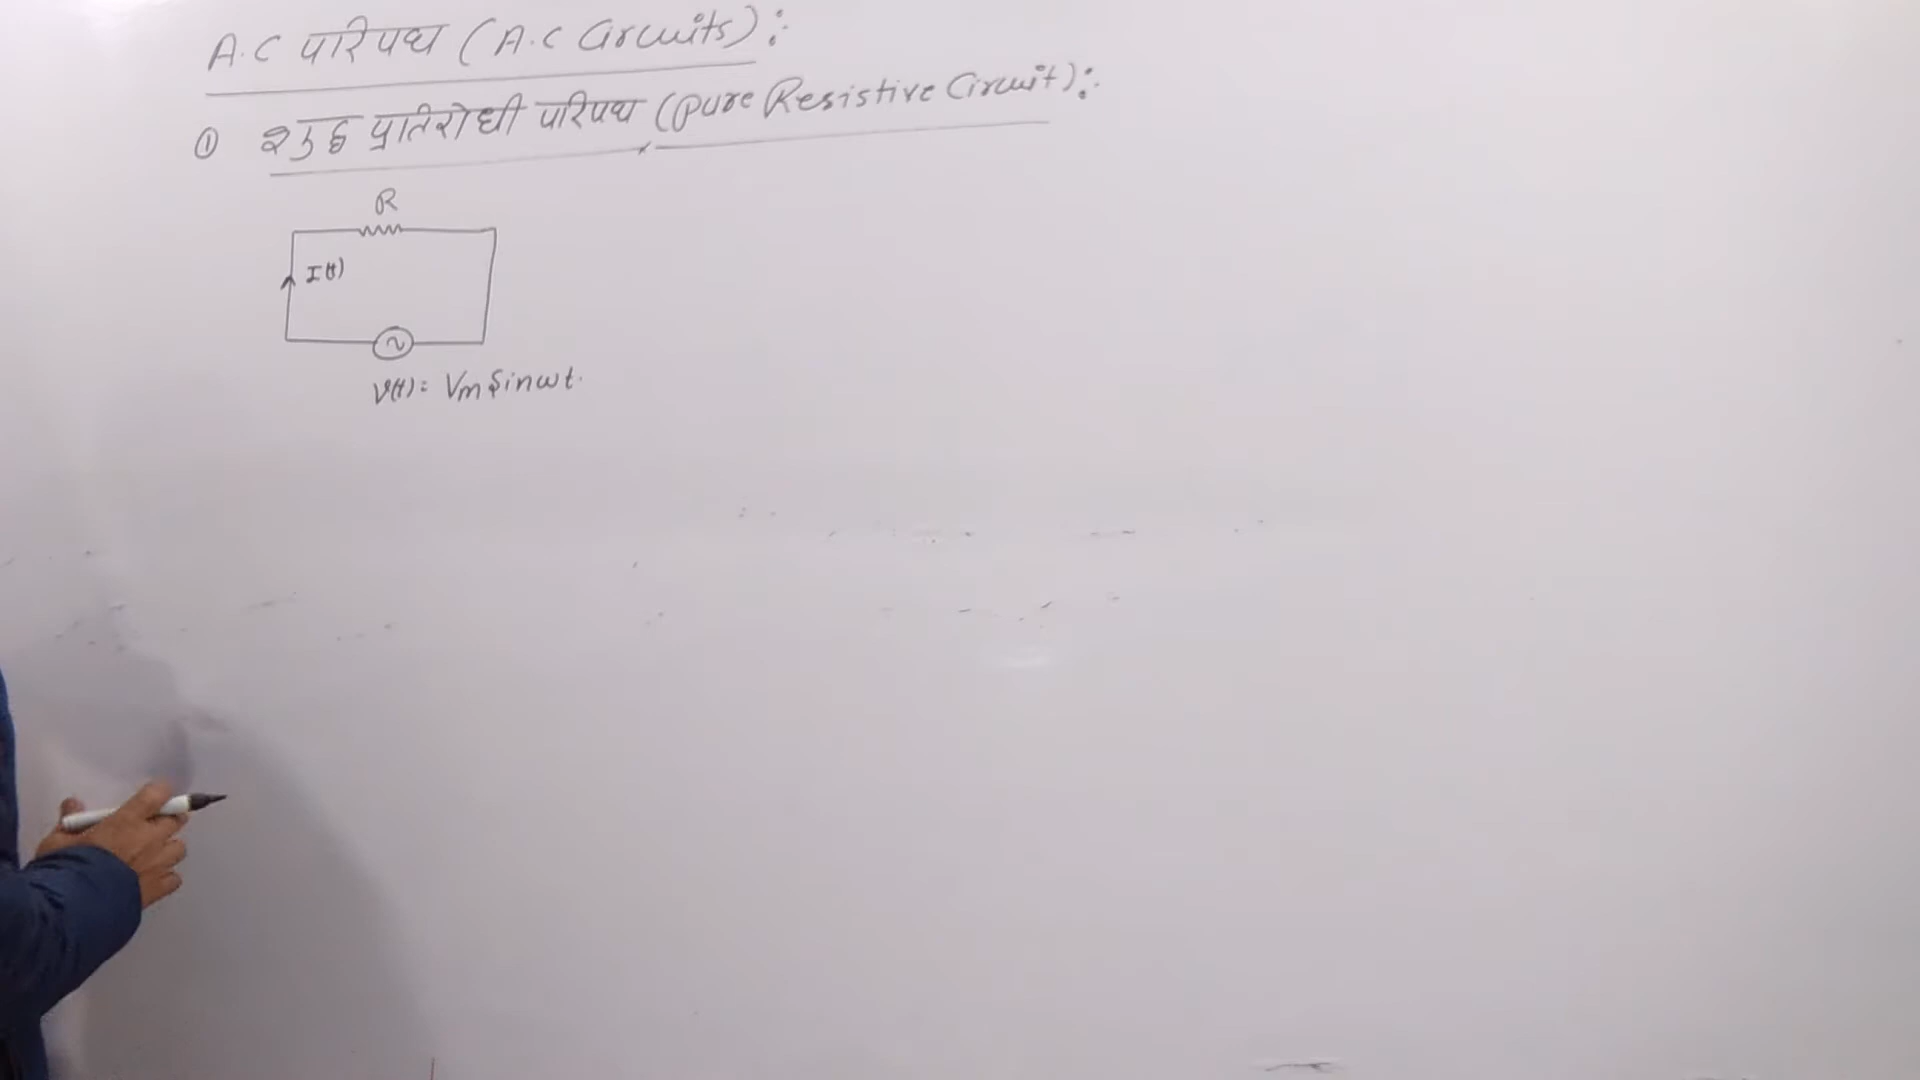 A.C परिपथ (A.C Circuits):
① शुद्ध प्रतिरोधी परिपथ (Pure Resistive Circuit):
R
I(t)
V(t)= Vm Sinωt.